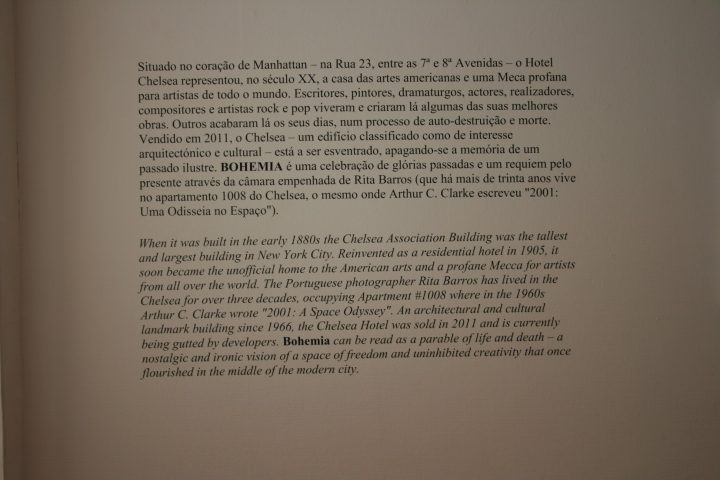 Situado no coração de Manhattan – na Rua 23, entre as 7ª e 8ª Avenidas – o Hotel
Chelsea representou, no século XX, a casa das artes americanas e uma Meca profana
para artistas de todo o mundo. Escritores, pintores, dramaturgos, actores, realizadores,
compositores e artistas rock e pop viveram e criaram lá algumas das suas melhores
obras. Outros acabaram lá os seus dias, num processo de auto-destruição e morte.
Vendido em 2011, o Chelsea – um edifício classificado como de interesse
arquitectónico e cultural – está a ser esventrado, apagando-se a memória de um
passado ilustre. BOHEMIA é uma celebração de glórias passadas e um requiem pelo
presente através da câmara empenhada de Rita Barros (que há mais de trinta anos vive
no apartamento 1008 do Chelsea, o mesmo onde Arthur C. Clarke escreveu "2001:
Uma Odisseia no Espaço").
When it was built in the early 1880s the Chelsea Association Building was the tallest
and largest building in New York City. Reinvented as a residential hotel in 1905, it
soon became the unofficial home to the American arts and a profane Mecca for artists
from all over the world. The Portuguese photographer Rita Barros has lived in the
Chelsea for over three decades, occupying Apartment #1008 where in the 1960s
Arthur C. Clarke wrote "2001: A Space Odyssey". An architectural and cultural
landmark building since 1966, the Chelsea Hotel was sold in 2011 and is currently
being gutted by developers. Bohemia can be read as a parable of life and death – a
nostalgic and ironic vision of a space of freedom and uninhibited creativity that once
flourished in the middle of the modern city.